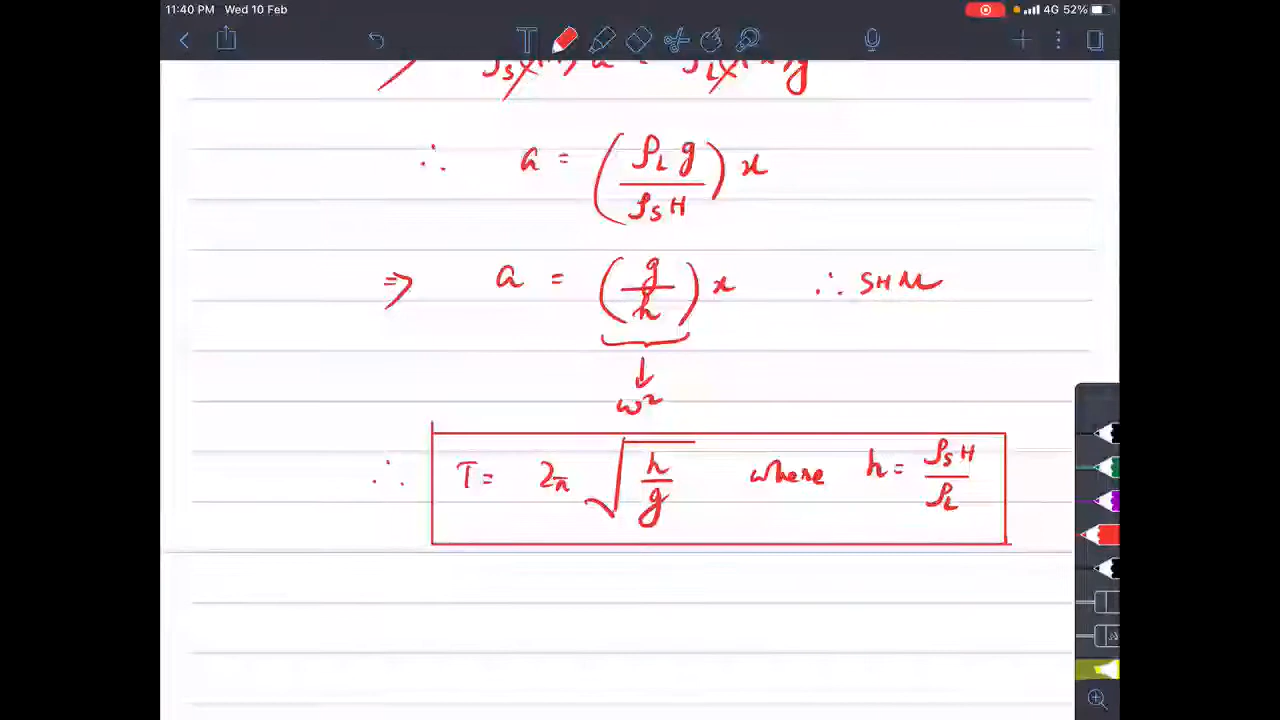 11:40 PM Wed 10 Feb 4G 52%
∴ a = (ρL g / ρS H) x
⇒ a = (g / h) x ∴ SHM
↓
ω²
∴ T = 2π √(h / g) where h = ρS H / ρL